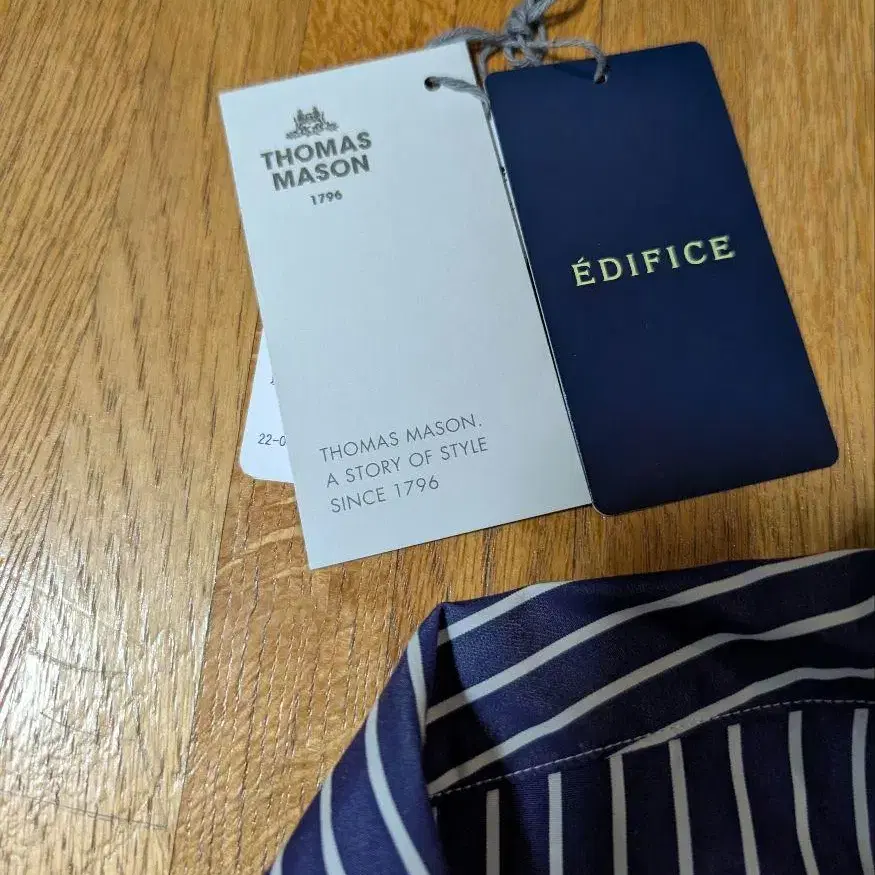 THOMAS
MASON
1796
ÉDIFICE
22-0
THOMAS MASON.
A STORY OF STYLE
SINCE 1796